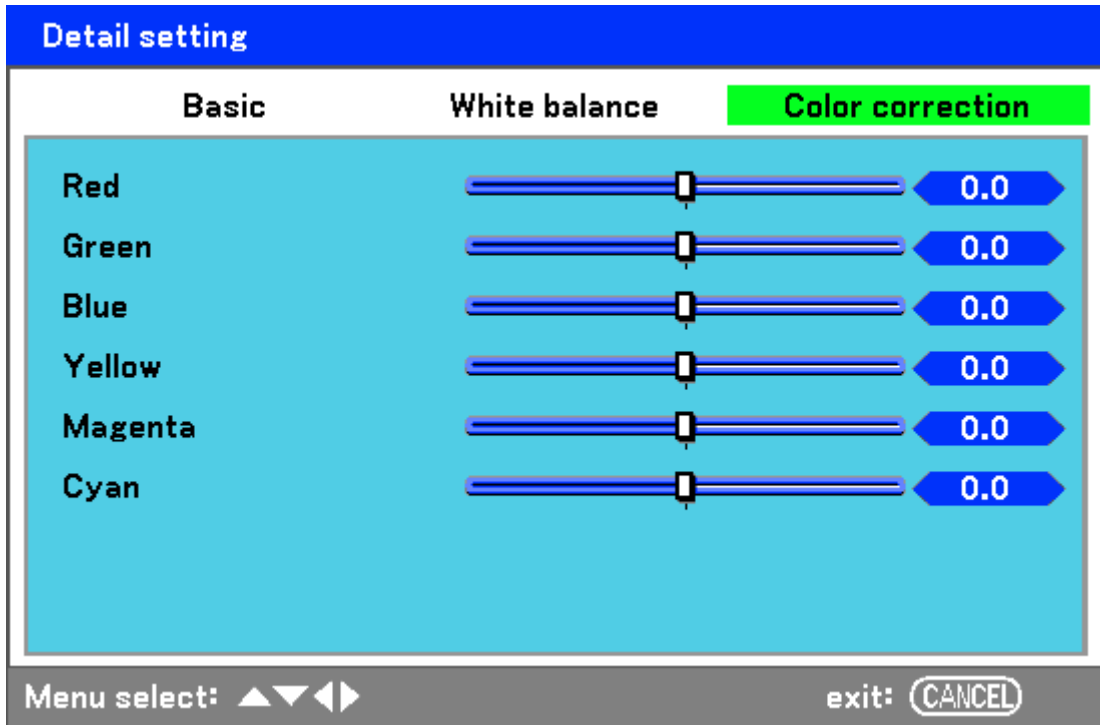 Detail setting
Basic White balance Color correction
Red 0.0
Green 0.0
Blue 0.0
Yellow 0.0
Magenta 0.0
Cyan 0.0
Menu select: ▲▼◀▶ exit: CANCEL